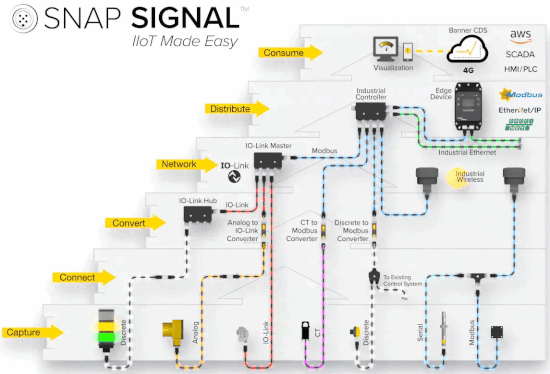 SNAP SIGNAL™
IIoT Made Easy
Banner CDS
aws
SCADA
HMI/PLC
4G
Visualization
Consume
Industrial
Controller
Edge
Device
Modbus
EtherNet/IP
Distribute
Industrial Ethernet
IO-Link Master
Modbus
Network
IO-Link
Industrial
Wireless
IO-Link Hub
IO-Link
Convert
Analog to
IO-Link
Converter
CT to
Modbus
Converter
Discrete to
Modbus
Converter
Connect
To Existing
Control System
Capture
Discrete
Analog
IO-Link
CT
Discrete
Serial
Modbus